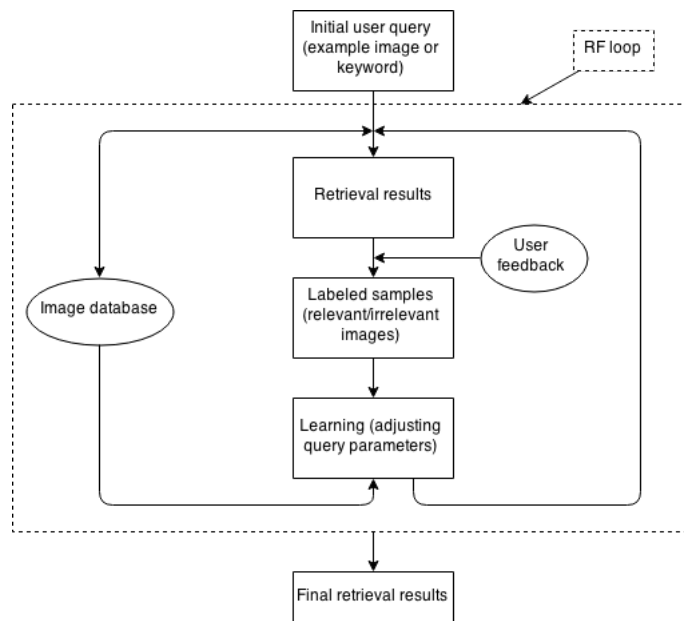 Initial user query
(example image or
keyword)
RF loop
Retrieval results
User
feedback
Image database
Labeled samples
(relevant/irrelevant
images)
Learning (adjusting
query parameters)
Final retrieval results